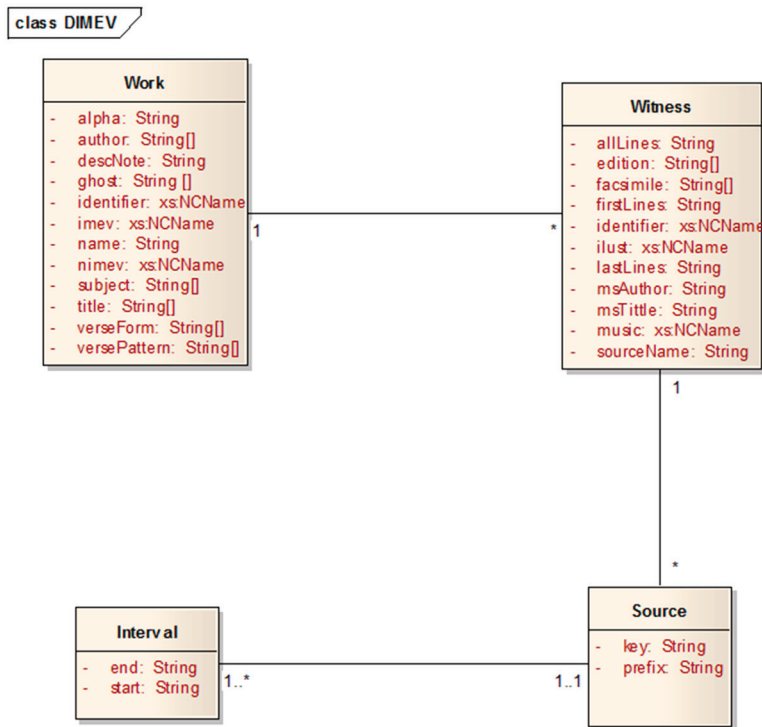 class DIMEV
Work
- alpha: String
- author: String[]
- descNote: String
- ghost: String []
- identifier: xs:NCName
- imev: xs:NCName
- name: String
- nimev: xs:NCName
- subject: String[]
- title: String[]
- verseForm: String[]
- versePattern: String[]
Witness
- allLines: String
- edition: String[]
- facsimile: String[]
- firstLines: String
- identifier: xs:NCName
- ilust: xs:NCName
- lastLines: String
- msAuthor: String
- msTittle: String
- music: xs:NCName
- sourceName: String
1
*
1
*
Interval
- end: String
- start: String
1..*
1..1
Source
- key: String
- prefix: String